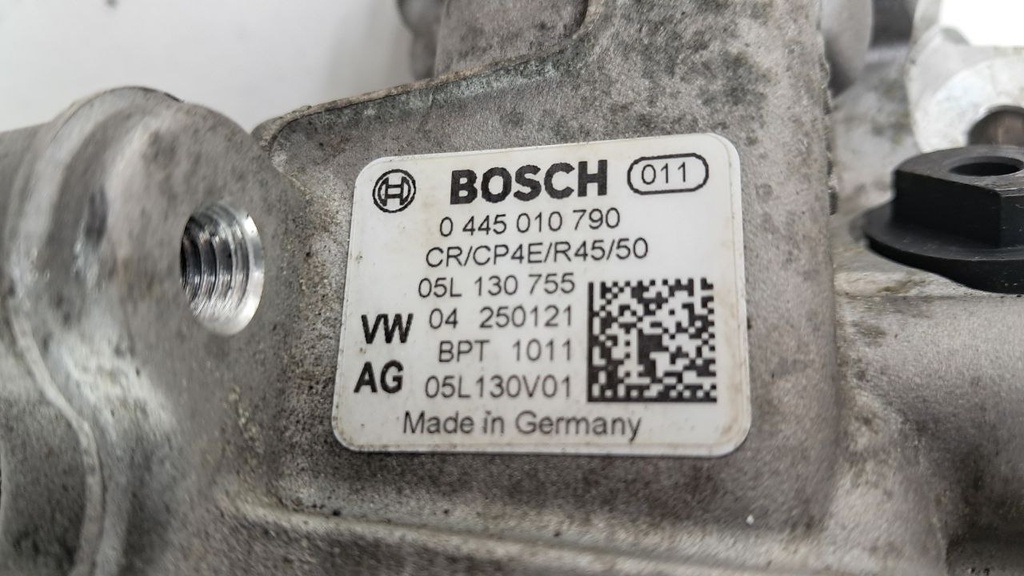 BOSCH 011
0 445 010 790
CR/CP4E/R45/50
05L 130 755
VW 04 250121
BPT 1011
AG 05L130V01
Made in Germany